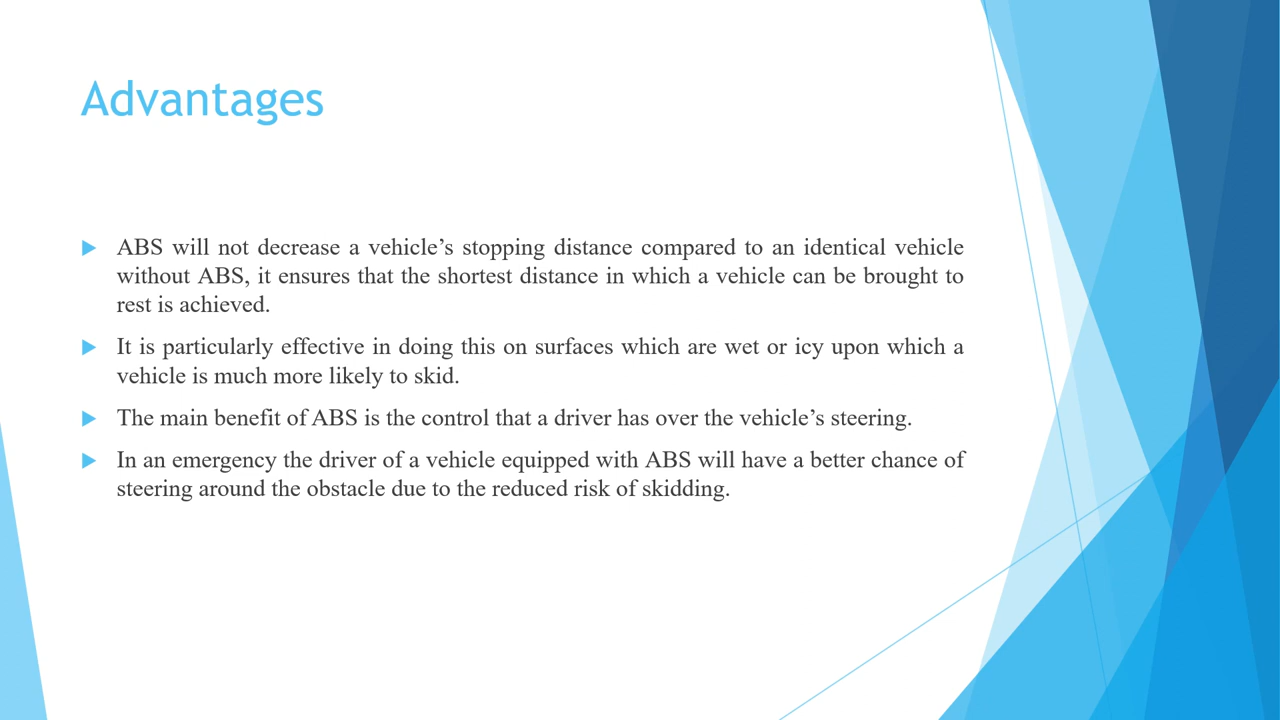 Advantages
ABS will not decrease a vehicle’s stopping distance compared to an identical vehicle
without ABS, it ensures that the shortest distance in which a vehicle can be brought to
rest is achieved.
It is particularly effective in doing this on surfaces which are wet or icy upon which a
vehicle is much more likely to skid.
The main benefit of ABS is the control that a driver has over the vehicle’s steering.
In an emergency the driver of a vehicle equipped with ABS will have a better chance of
steering around the obstacle due to the reduced risk of skidding.